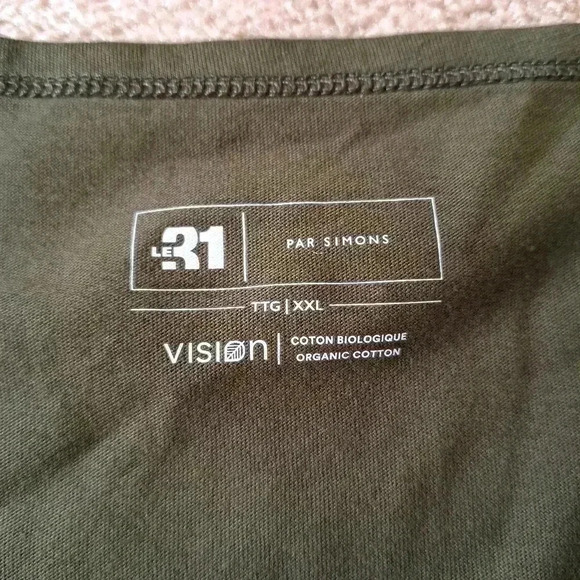 LE 31 PAR SIMONS
TTG | XXL
VISION | COTON BIOLOGIQUE
ORGANIC COTTON